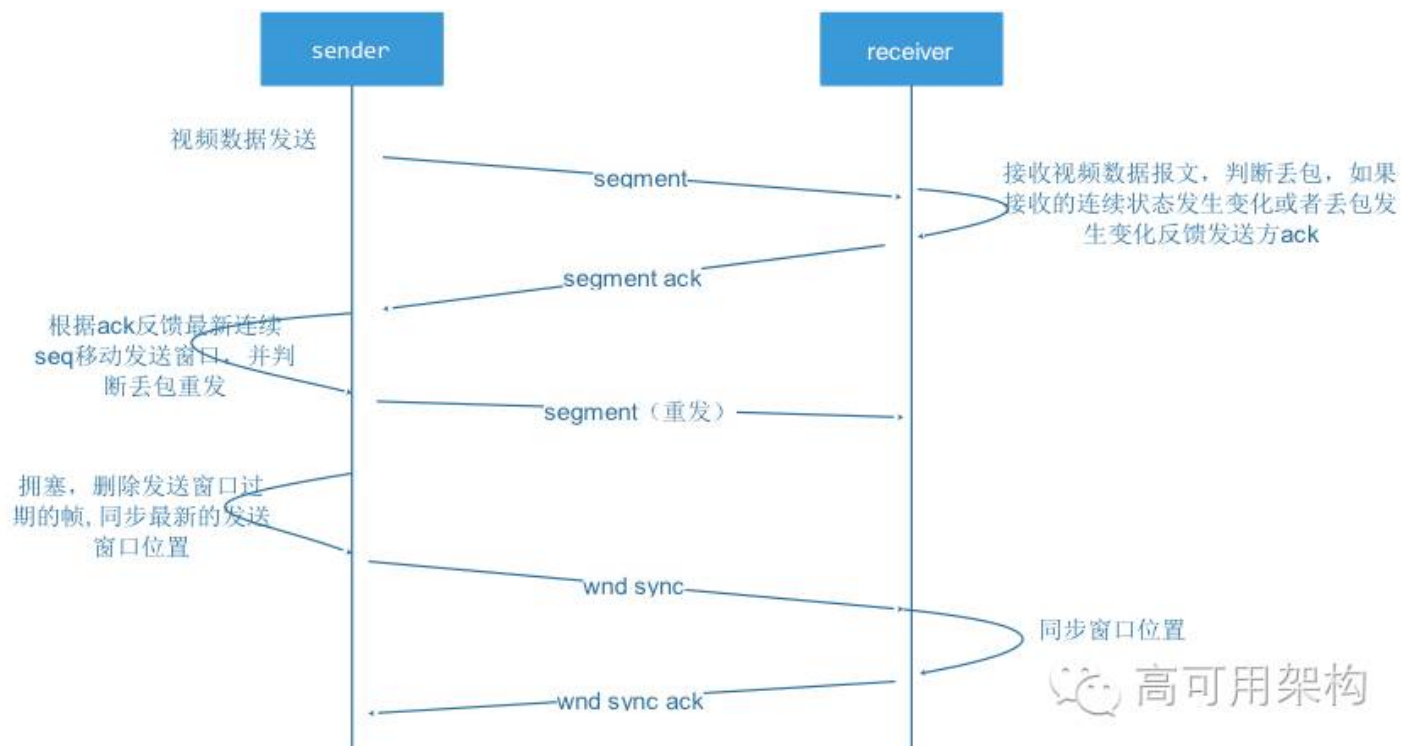 sender
receiver
视频数据发送
segment
接收视频数据报文，判断丢包，如果
接收的连续状态发生变化或者丢包发
生变化反馈发送方ack
segment ack
根据ack反馈最新连续
seq移动发送窗口，并判
断丢包重发
segment（重发）
拥塞，删除发送窗口过
期的帧,同步最新的发送
窗口位置
wnd sync
同步窗口位置
wnd sync ack
高可用架构